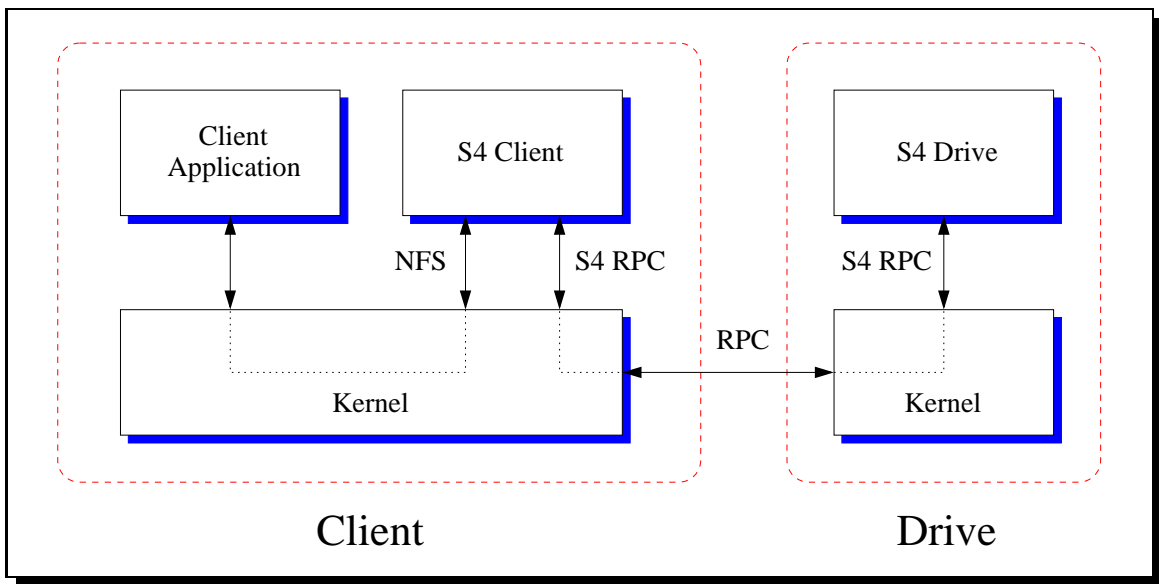 Client
Application
S4 Client
S4 Drive
NFS
S4 RPC
S4 RPC
RPC
Kernel
Kernel
Client
Drive